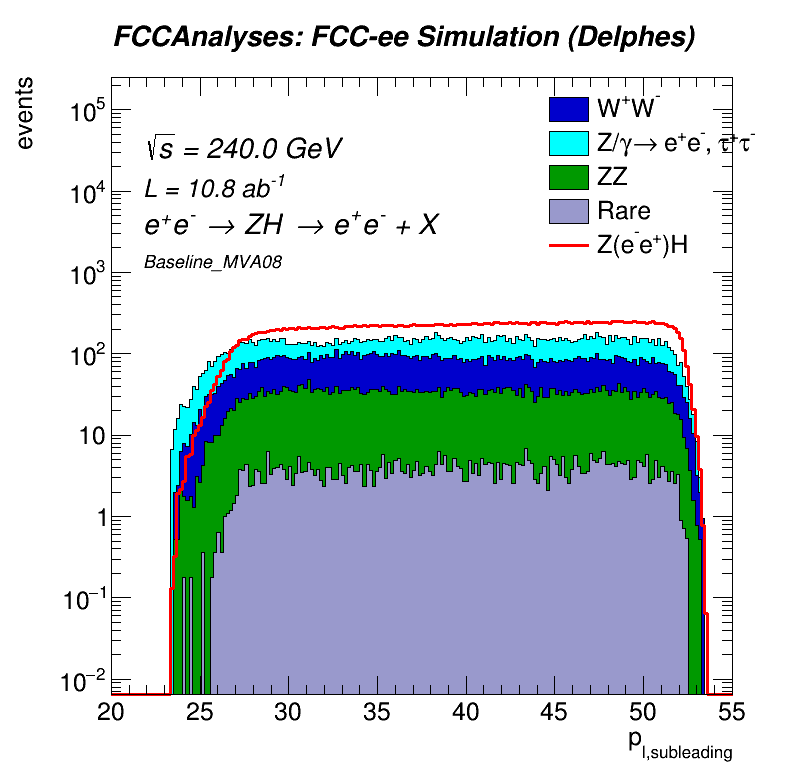 FCCAnalyses: FCC-ee Simulation (Delphes)
events
√s = 240.0 GeV
L = 10.8 ab⁻¹
e⁺e⁻ → ZH → e⁺e⁻ + X
Baseline_MVA08
W⁺W⁻
Z/γ→ e⁺e⁻, τ⁺τ⁻
ZZ
Rare
Z(e⁻e⁺)H
10⁵
10⁴
10³
10²
10
1
10⁻¹
10⁻²
20 25 30 35 40 45 50 55
p_l,subleading